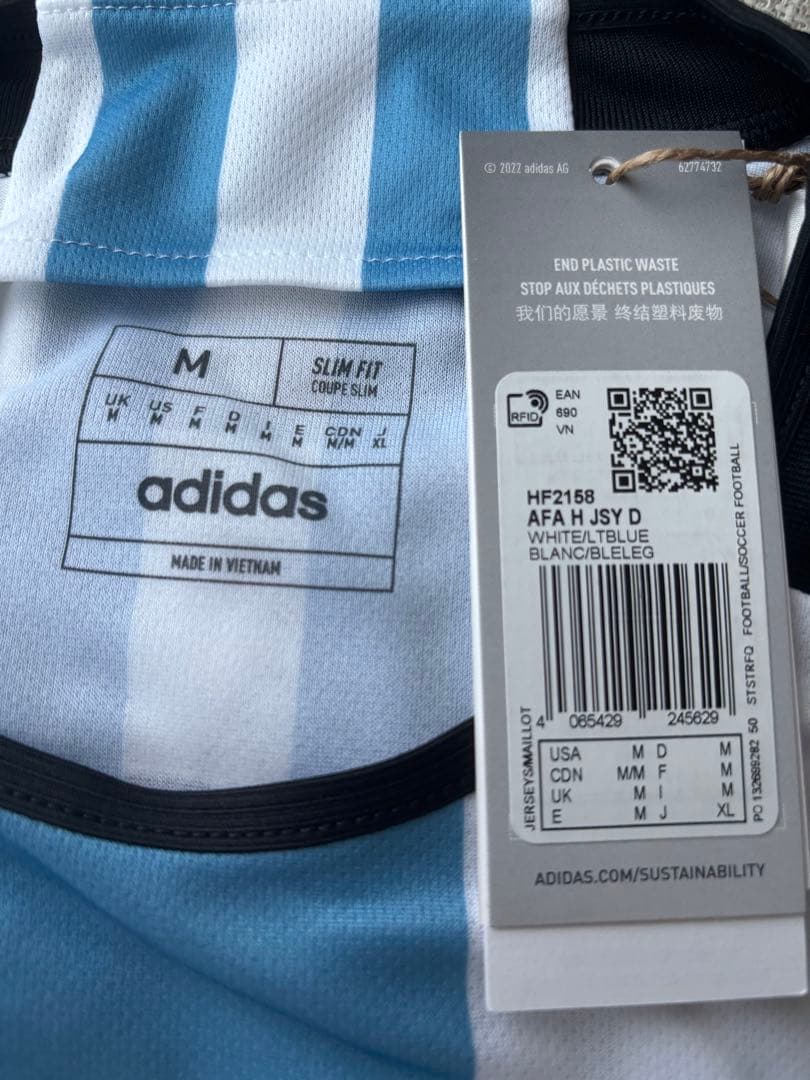 M
SLIM FIT
COUPE SLIM
UK US F D I E CDN J
M M M M M M M/M XL
adidas
MADE IN VIETNAM
© 2022 adidas AG
62774732
END PLASTIC WASTE
STOP AUX DÉCHETS PLASTIQUES
我们的愿景 终结塑料废物
RFID
EAN
690
VN
HF2158
AFA H JSY D
WHITE/LTBLUE
BLANC/BLELEG
4 065429 245629
USA M D M
CDN M/M F M
UK M I M
E M J XL
JERSEYS/MAILLOT
PO 132699292 50 STSTRFQ FOOTBALL/SOCCER FOOTBALL
ADIDAS.COM/SUSTAINABILITY